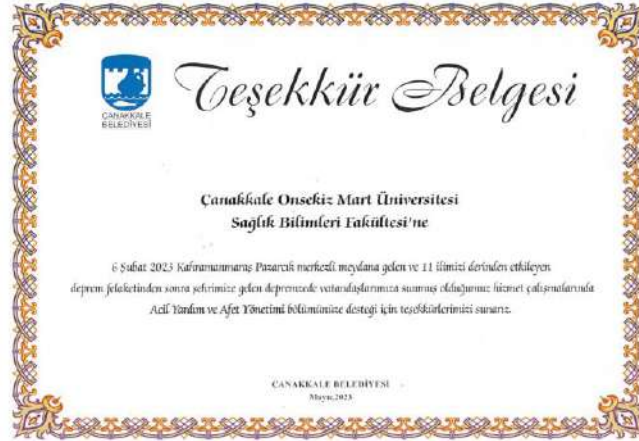 ÇANAKKALE
BELEDİYESİ
Teşekkür Belgesi
Çanakkale Onsekiz Mart Üniversitesi
Sağlık Bilimleri Fakültesi'ne
6 Şubat 2023 Kahramanmaraş Pazarcık merkezli meydana gelen ve 11 ilimizi derinden etkileyen
deprem felaketinden sonra şehrimize gelen depremzede vatandaşlarımıza sunmuş olduğumuz hizmet çalışmalarında
Acil Yardım ve Afet Yönetimi bölümünüze desteği için teşekkürlerimizi sunarız.
ÇANAKKALE BELEDİYESİ
Mayıs,2023